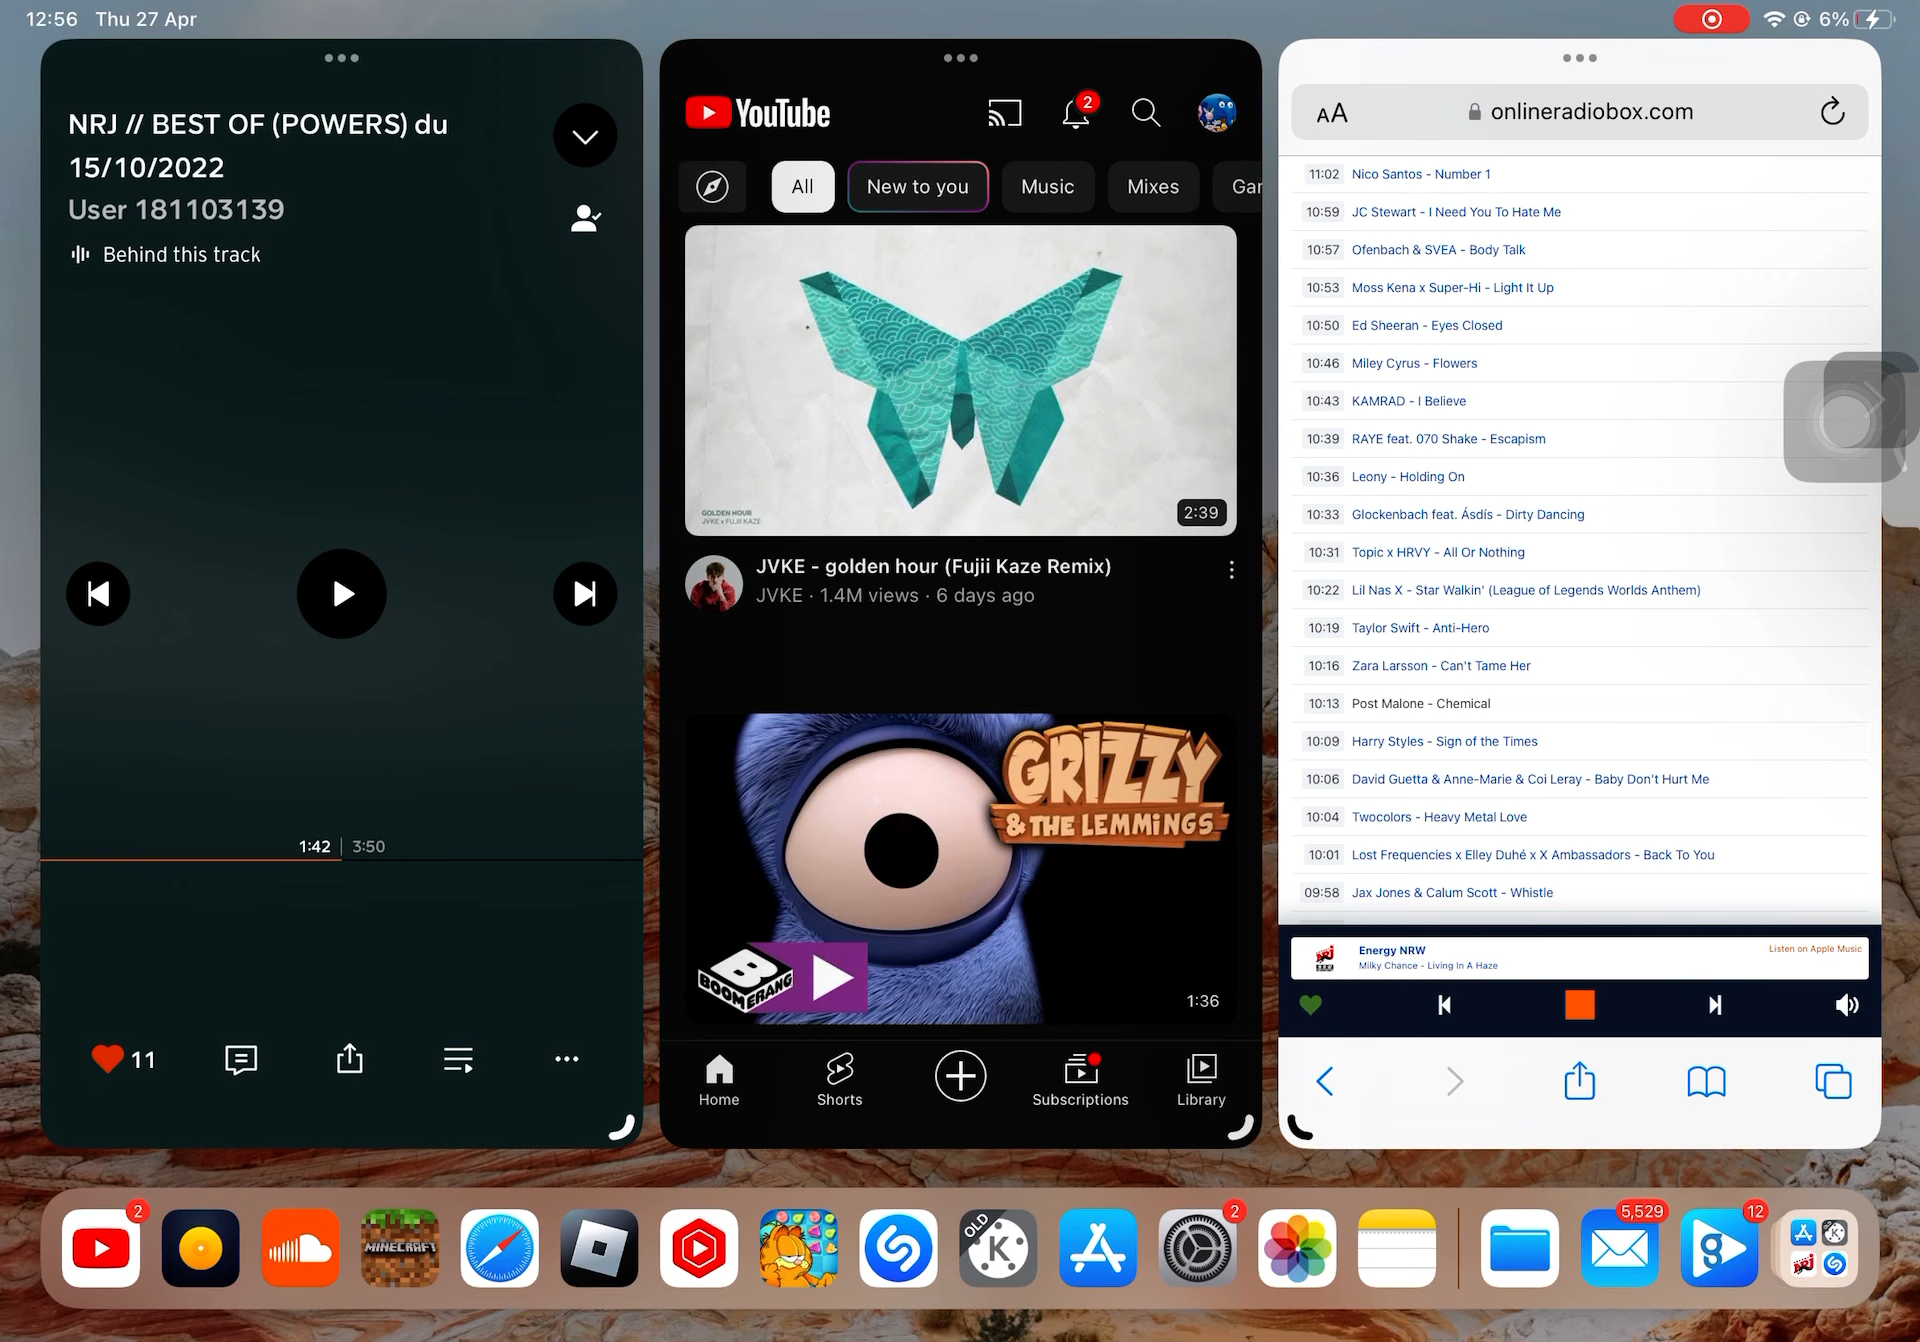 12:56 Thu 27 Apr
6%
NRJ // BEST OF (POWERS) du
15/10/2022
User 181103139
Behind this track
1:42 | 3:50
11
YouTube
2
All
New to you
Music
Mixes
Gar
GOLDEN HOUR
JVKE x FUJII KAZE
2:39
JVKE - golden hour (Fujii Kaze Remix)
JVKE · 1.4M views · 6 days ago
GRIZZY
& THE LEMMINGS
BOOMERANG
1:36
Home
Shorts
Subscriptions
Library
AA
onlineradiobox.com
11:02 Nico Santos - Number 1
10:59 JC Stewart - I Need You To Hate Me
10:57 Ofenbach & SVEA - Body Talk
10:53 Moss Kena x Super-Hi - Light It Up
10:50 Ed Sheeran - Eyes Closed
10:46 Miley Cyrus - Flowers
10:43 KAMRAD - I Believe
10:39 RAYE feat. 070 Shake - Escapism
10:36 Leony - Holding On
10:33 Glockenbach feat. Ásdís - Dirty Dancing
10:31 Topic x HRVY - All Or Nothing
10:22 Lil Nas X - Star Walkin' (League of Legends Worlds Anthem)
10:19 Taylor Swift - Anti-Hero
10:16 Zara Larsson - Can't Tame Her
10:13 Post Malone - Chemical
10:09 Harry Styles - Sign of the Times
10:06 David Guetta & Anne-Marie & Coi Leray - Baby Don't Hurt Me
10:04 Twocolors - Heavy Metal Love
10:01 Lost Frequencies x Elley Duhé x X Ambassadors - Back To You
09:58 Jax Jones & Calum Scott - Whistle
NRJ
Energy NRW
Listen on Apple Music
Milky Chance - Living In A Haze
2
MINECRAFT
OLD
K
2
5,529
12
g
K
NRJ